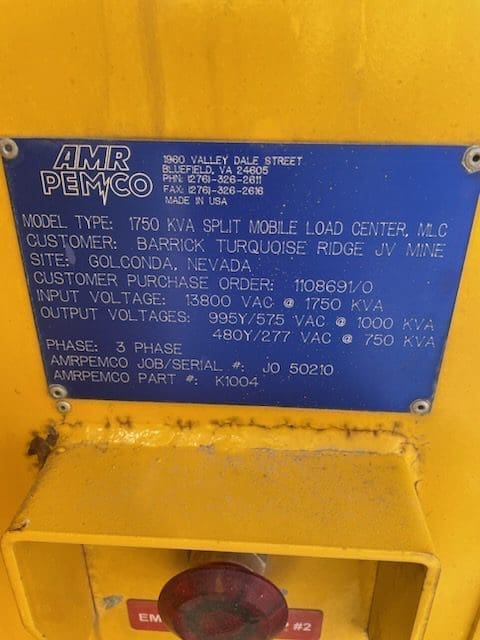 AMR
PEMCO
1960 VALLEY DALE STREET
BLUEFIELD, VA 24605
PHN: (276)-326-2611
FAX: (276)-326-2616
MADE IN USA
MODEL TYPE: 1750 KVA SPLIT MOBILE LOAD CENTER, MLC
CUSTOMER: BARRICK TURQUOISE RIDGE JV MINE
SITE: GOLCONDA, NEVADA
CUSTOMER PURCHASE ORDER: 1108691/0
INPUT VOLTAGE: 13800 VAC @ 1750 KVA
OUTPUT VOLTAGES: 995Y/575 VAC @ 1000 KVA
480Y/277 VAC @ 750 KVA
PHASE: 3 PHASE
AMRPEMCO JOB/SERIAL #: JO 50210
AMRPEMCO PART #: K1004
#2